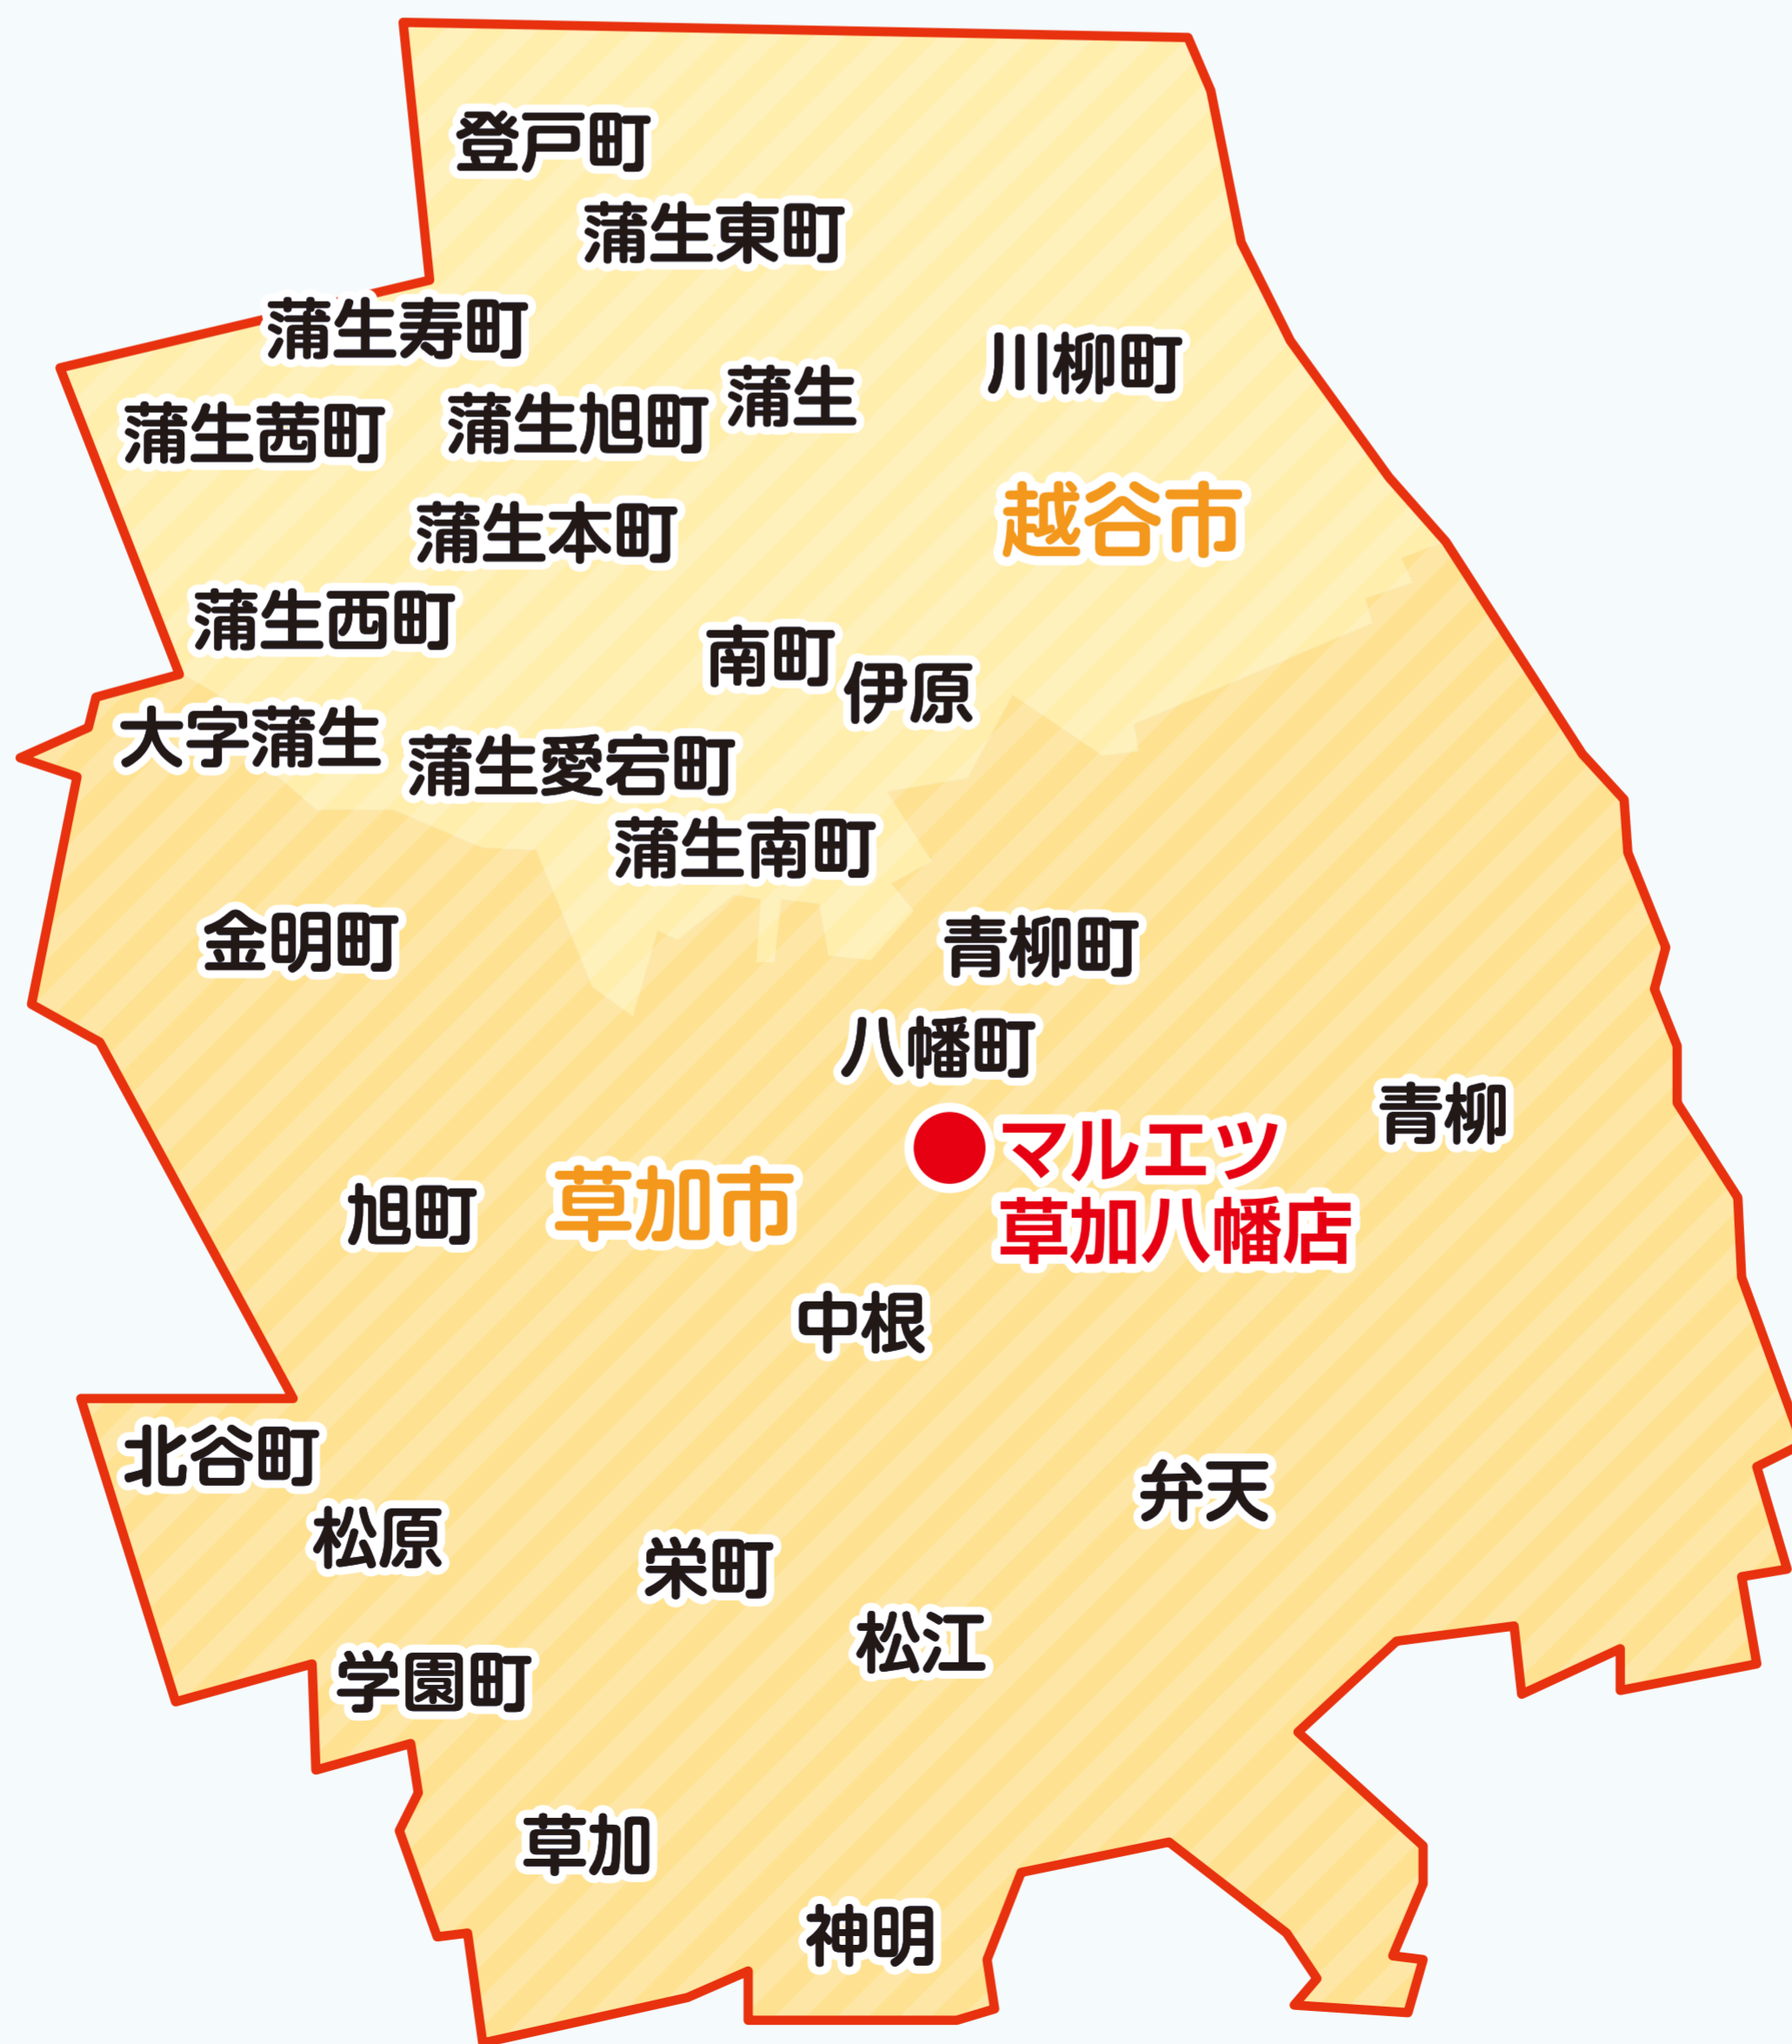 登戸町
蒲生東町
蒲生寿町
川柳町
蒲生
蒲生旭町
蒲生茜町
越谷市
蒲生本町
蒲生西町
南町
伊原
大字蒲生
蒲生愛宕町
蒲生南町
金明町
青柳町
八幡町
青柳
マルエツ
草加八幡店
旭町
草加市
中根
北谷町
弁天
松原
栄町
松江
学園町
草加
神明